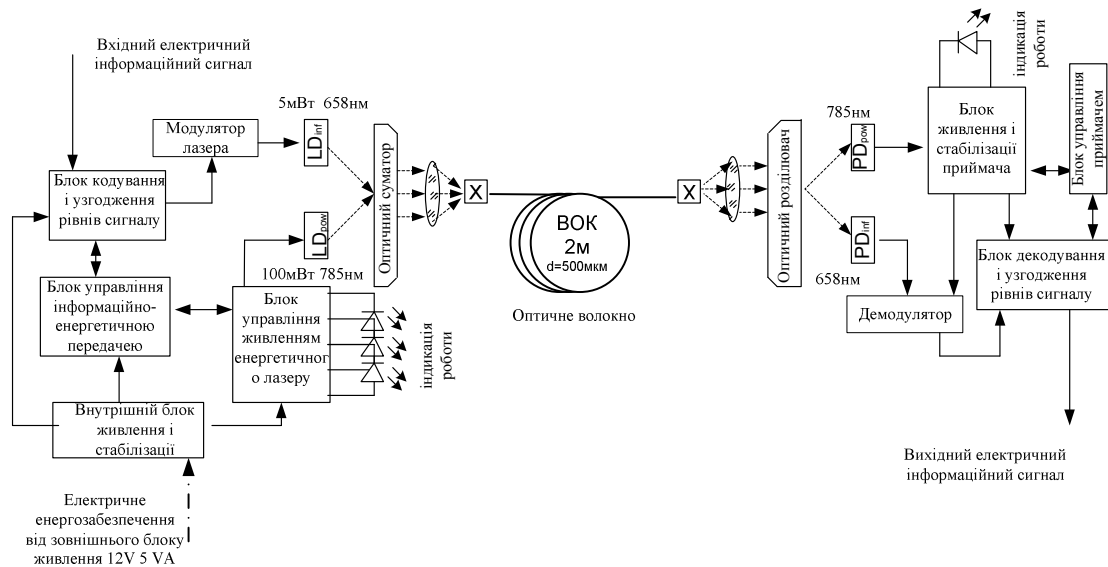 Вхідний електричний
інформаційний сигнал
5мВт 658нм
Модулятор
лазера
LDinf
Блок кодування
і узгодження
рівнів сигналу
LDpow
100мВт 785нм
Оптичний суматор
Блок управління
інформаційно-
енергетичною
передачею
Блок
управління
живленням
енергетичног
о лазеру
індикація
роботи
Внутрішній блок
живлення і
стабілізації
Електричне
енергозабезпечення
від зовнішнього блоку
живлення 12V 5 VA
X
ВОК
2м
d=500мкм
Оптичне волокно
X
Оптичний розділювач
785нм
PDpow
PDinf
658нм
індикація
роботи
Блок
живлення і
стабілізації
приймача
Блок управління
приймачем
Блок декодування
і узгодження
рівнів сигналу
Демодулятор
Вихідний електричний
інформаційний сигнал